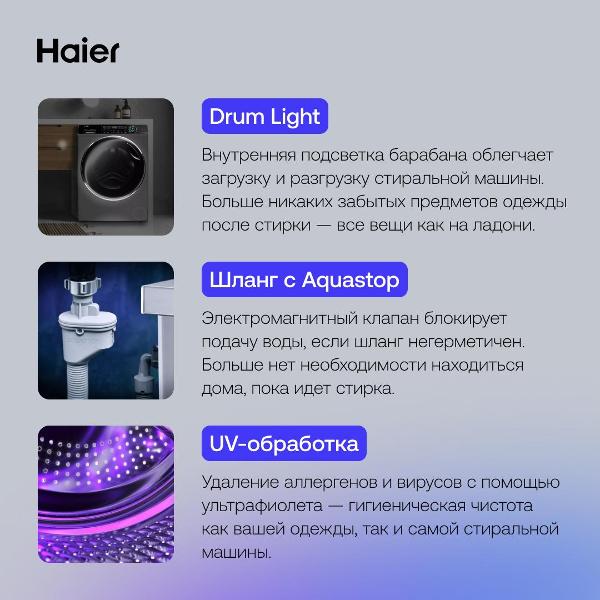 Haier
Drum Light
Внутренняя подсветка барабана облегчает
загрузку и разгрузку стиральной машины.
Больше никаких забытых предметов одежды
после стирки — все вещи как на ладони.
Шланг с Aquastop
Электромагнитный клапан блокирует
подачу воды, если шланг негерметичен.
Больше нет необходимости находиться
дома, пока идет стирка.
UV-обработка
Удаление аллергенов и вирусов с помощью
ультрафиолета — гигиеническая чистота
как вашей одежды, так и самой стиральной
машины.